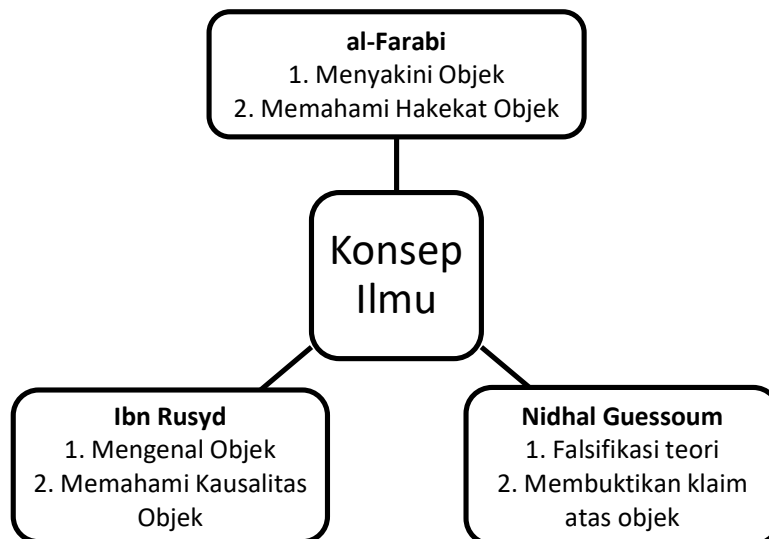 al-Farabi
1. Menyakini Objek
2. Memahami Hakekat Objek
Konsep
Ilmu
Ibn Rusyd
1. Mengenal Objek
2. Memahami Kausalitas
Objek
Nidhal Guessoum
1. Falsifikasi teori
2. Membuktikan klaim
atas objek